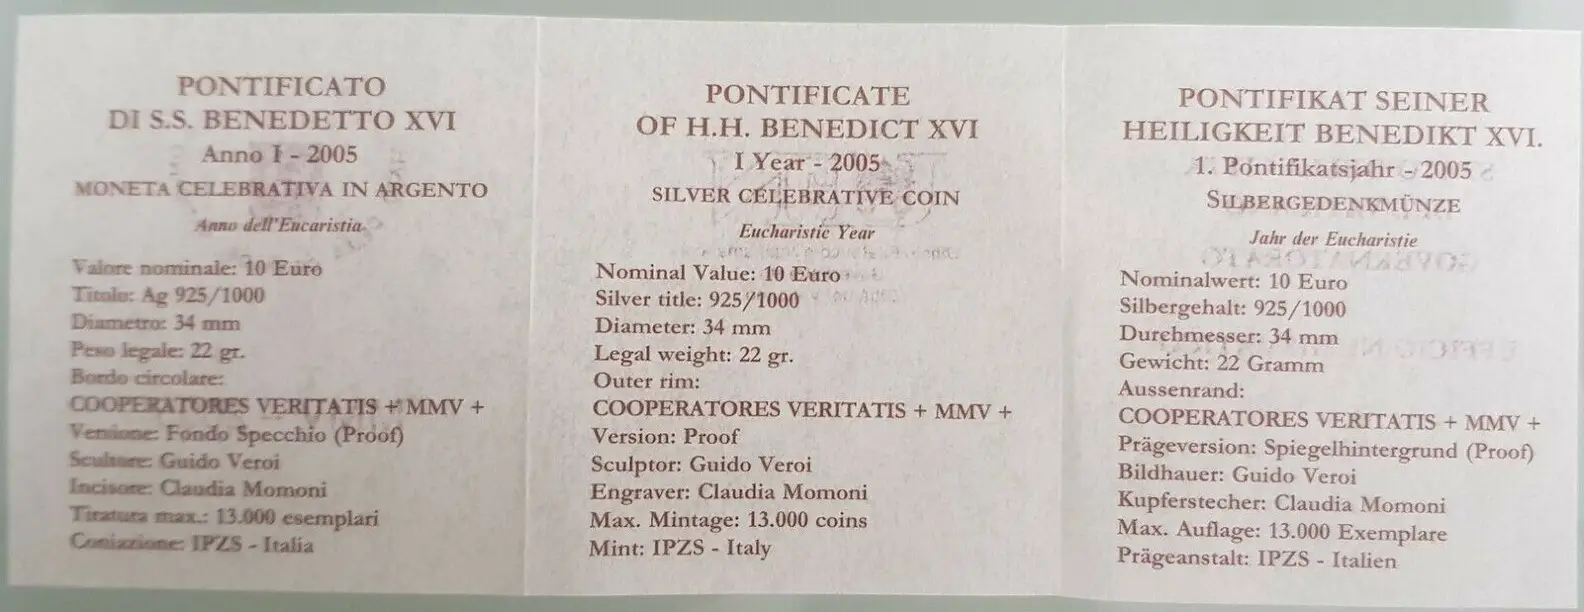 PONTIFICATO
DI S.S. BENEDETTO XVI
Anno I - 2005
MONETA CELEBRATIVA IN ARGENTO
Anno dell'Eucaristia
Valore nominale: 10 Euro
Titolo: Ag 925/1000
Diametro: 34 mm
Peso legale: 22 gr.
Bordo circolare:
COOPERATORES VERITATIS + MMV +
Versione: Fondo Specchio (Proof)
Scultore: Guido Veroi
Incisore: Claudia Momoni
Tiratura max.: 13.000 esemplari
Coniazione: IPZS - Italia
PONTIFICATE
OF H.H. BENEDICT XVI
I Year - 2005
SILVER CELEBRATIVE COIN
Eucharistic Year
Nominal Value: 10 Euro
Silver title: 925/1000
Diameter: 34 mm
Legal weight: 22 gr.
Outer rim:
COOPERATORES VERITATIS + MMV +
Version: Proof
Sculptor: Guido Veroi
Engraver: Claudia Momoni
Max. Mintage: 13.000 coins
Mint: IPZS - Italy
PONTIFIKAT SEINER
HEILIGKEIT BENEDIKT XVI.
1. Pontifikatsjahr - 2005
SILBERGEDENKMÜNZE
Jahr der Eucharistie
Nominalwert: 10 Euro
Silbergehalt: 925/1000
Durchmesser: 34 mm
Gewicht: 22 Gramm
Aussenrand:
COOPERATORES VERITATIS + MMV +
Prägeversion: Spiegelhintergrund (Proof)
Bildhauer: Guido Veroi
Kupferstecher: Claudia Momoni
Max. Auflage: 13.000 Exemplare
Prägeanstalt: IPZS - Italien